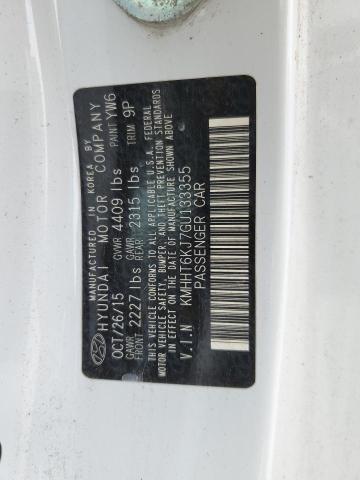 MANUFACTURED IN KOREA BY
HYUNDAI MOTOR COMPANY
OCT/26/15 GVWR 4409 lbs PAINT YW6
GAWR FRONT 2227 lbs GAWR REAR 2315 lbs TRIM 9P
THIS VEHICLE CONFORMS TO ALL APPLICABLE U.S.A. FEDERAL
MOTOR VEHICLE SAFETY, BUMPER, AND THEFT PREVENTION STANDARDS
IN EFFECT ON THE DATE OF MANUFACTURE SHOWN ABOVE
V.I.N KMHHT6KJ7GU133355
PASSENGER CAR